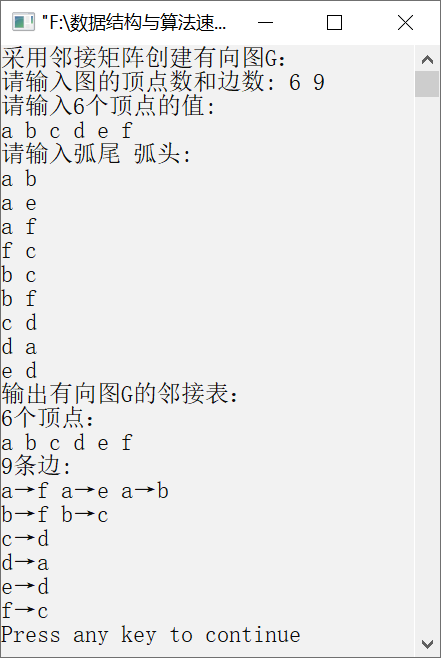 "F:\数据结构与算法速...
采用邻接矩阵创建有向图G：
请输入图的顶点数和边数: 6 9
请输入6个顶点的值:
a b c d e f
请输入弧尾 弧头:
a b
a e
a f
f c
b c
b f
c d
d a
e d
输出有向图G的邻接表：
6个顶点：
a b c d e f
9条边:
a→f a→e a→b
b→f b→c
c→d
d→a
e→d
f→c
Press any key to continue